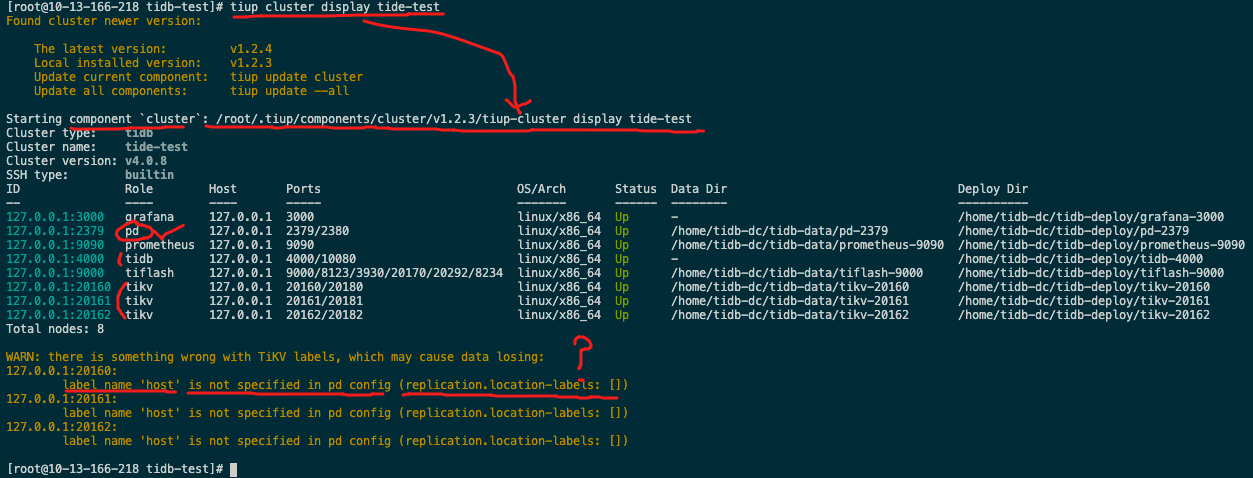 [root@10-13-166-218 tidb-test]# tiup cluster display tide-test
Found cluster newer version:
The latest version: v1.2.4
Local installed version: v1.2.3
Update current component: tiup update cluster
Update all components: tiup update --all
Starting component `cluster`: /root/.tiup/components/cluster/v1.2.3/tiup-cluster display tide-test
Cluster type: tidb
Cluster name: tide-test
Cluster version: v4.0.8
SSH type: builtin
ID Role Host Ports OS/Arch Status Data Dir Deploy Dir
-- ---- ---- ----- ------- ------ -------- ----------
127.0.0.1:3000 grafana 127.0.0.1 3000 linux/x86_64 Up - /home/tidb-dc/tidb-deploy/grafana-3000
127.0.0.1:2379 pd 127.0.0.1 2379/2380 linux/x86_64 Up /home/tidb-dc/tidb-data/pd-2379 /home/tidb-dc/tidb-deploy/pd-2379
127.0.0.1:9090 prometheus 127.0.0.1 9090 linux/x86_64 Up /home/tidb-dc/tidb-data/prometheus-9090 /home/tidb-dc/tidb-deploy/prometheus-9090
127.0.0.1:4000 tidb 127.0.0.1 4000/10080 linux/x86_64 Up - /home/tidb-dc/tidb-deploy/tidb-4000
127.0.0.1:9000 tiflash 127.0.0.1 9000/8123/3930/20170/20292/8234 linux/x86_64 Up /home/tidb-dc/tidb-data/tiflash-9000 /home/tidb-dc/tidb-deploy/tiflash-9000
127.0.0.1:20160 tikv 127.0.0.1 20160/20180 linux/x86_64 Up /home/tidb-dc/tidb-data/tikv-20160 /home/tidb-dc/tidb-deploy/tikv-20160
127.0.0.1:20161 tikv 127.0.0.1 20161/20181 linux/x86_64 Up /home/tidb-dc/tidb-data/tikv-20161 /home/tidb-dc/tidb-deploy/tikv-20161
127.0.0.1:20162 tikv 127.0.0.1 20162/20182 linux/x86_64 Up /home/tidb-dc/tidb-data/tikv-20162 /home/tidb-dc/tidb-deploy/tikv-20162
Total nodes: 8
?
WARN: there is something wrong with TiKV labels, which may cause data losing:
127.0.0.1:20160:
label name 'host' is not specified in pd config (replication.location-labels: [])
127.0.0.1:20161:
label name 'host' is not specified in pd config (replication.location-labels: [])
127.0.0.1:20162:
label name 'host' is not specified in pd config (replication.location-labels: [])
[root@10-13-166-218 tidb-test]#